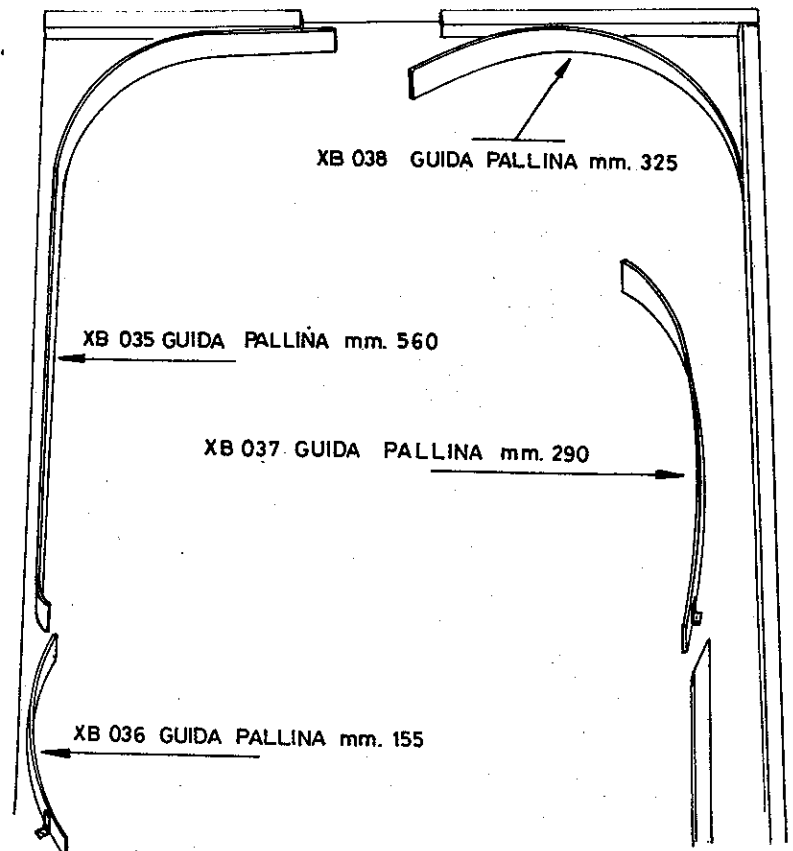 XB 038 GUIDA PALLINA mm. 325
XB 035 GUIDA PALLINA mm. 560
XB 037 GUIDA PALLINA mm. 290
XB 036 GUIDA PALLINA mm. 155